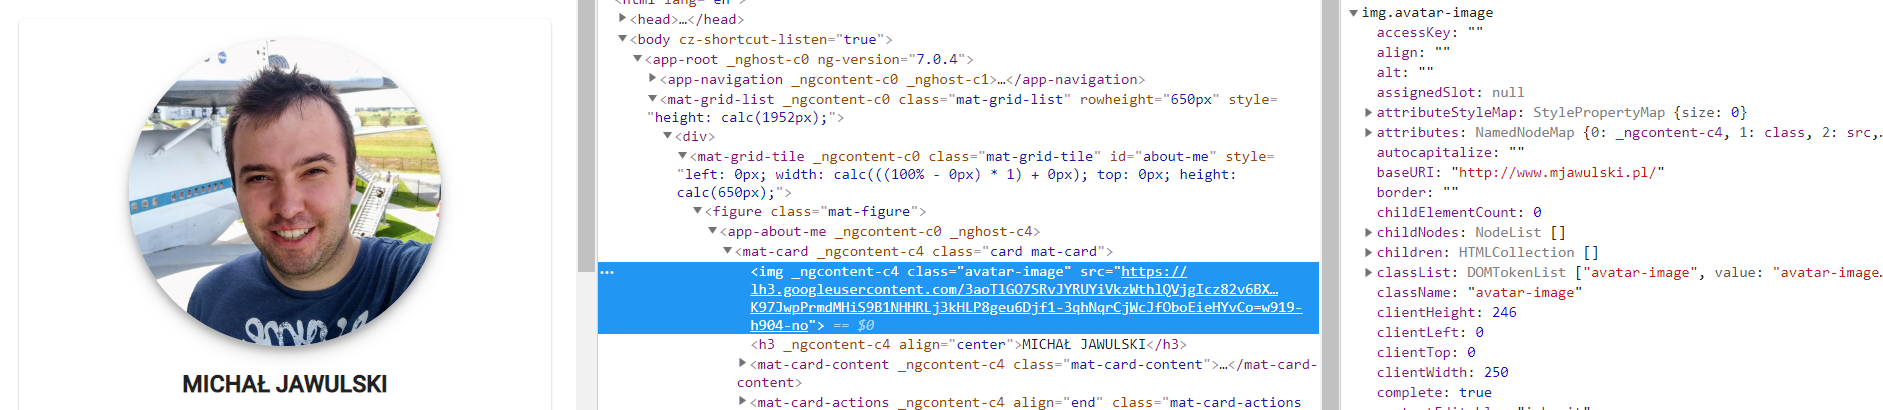 MICHAŁ JAWULSKI
<head>…</head>
<body cz-shortcut-listen="true">
<app-root _nghost-c0 ng-version="7.0.4">
<app-navigation _ngcontent-c0 _nghost-c1>…</app-navigation>
<mat-grid-list _ngcontent-c0 class="mat-grid-list" rowheight="650px" style=
"height: calc(1952px);">
<div>
<mat-grid-tile _ngcontent-c0 class="mat-grid-tile" id="about-me" style=
"left: 0px; width: calc(((100% - 0px) * 1) + 0px); top: 0px; height:
calc(650px);">
<figure class="mat-figure">
<app-about-me _ngcontent-c0 _nghost-c4>
<mat-card _ngcontent-c4 class="card mat-card">
<img _ngcontent-c4 class="avatar-image" src="https://
lh3.googleusercontent.com/3aoTlGO7SRvJYRUYiVkzWthlQVjgIcz82v6BX…
K97JwpPrmdMHiS9B1NHHRLj3kHLP8geu6Djf1-3qhNqrCjWcJfOboEieHYvCo=w919-
h904-no"> == $0
<h3 _ngcontent-c4 align="center">MICHAŁ JAWULSKI</h3>
<mat-card-content _ngcontent-c4 class="mat-card-content">…</mat-card-
content>
<mat-card-actions _ngcontent-c4 align="end" class="mat-card-actions
img.avatar-image
accessKey: ""
align: ""
alt: ""
assignedSlot: null
attributeStyleMap: StylePropertyMap {size: 0}
attributes: NamedNodeMap {0: _ngcontent-c4, 1: class, 2: src,…
autocapitalize: ""
baseURI: "http://www.mjawulski.pl/"
border: ""
childElementCount: 0
childNodes: NodeList []
children: HTMLCollection []
classList: DOMTokenList ["avatar-image", value: "avatar-image…
className: "avatar-image"
clientHeight: 246
clientLeft: 0
clientTop: 0
clientWidth: 250
complete: true